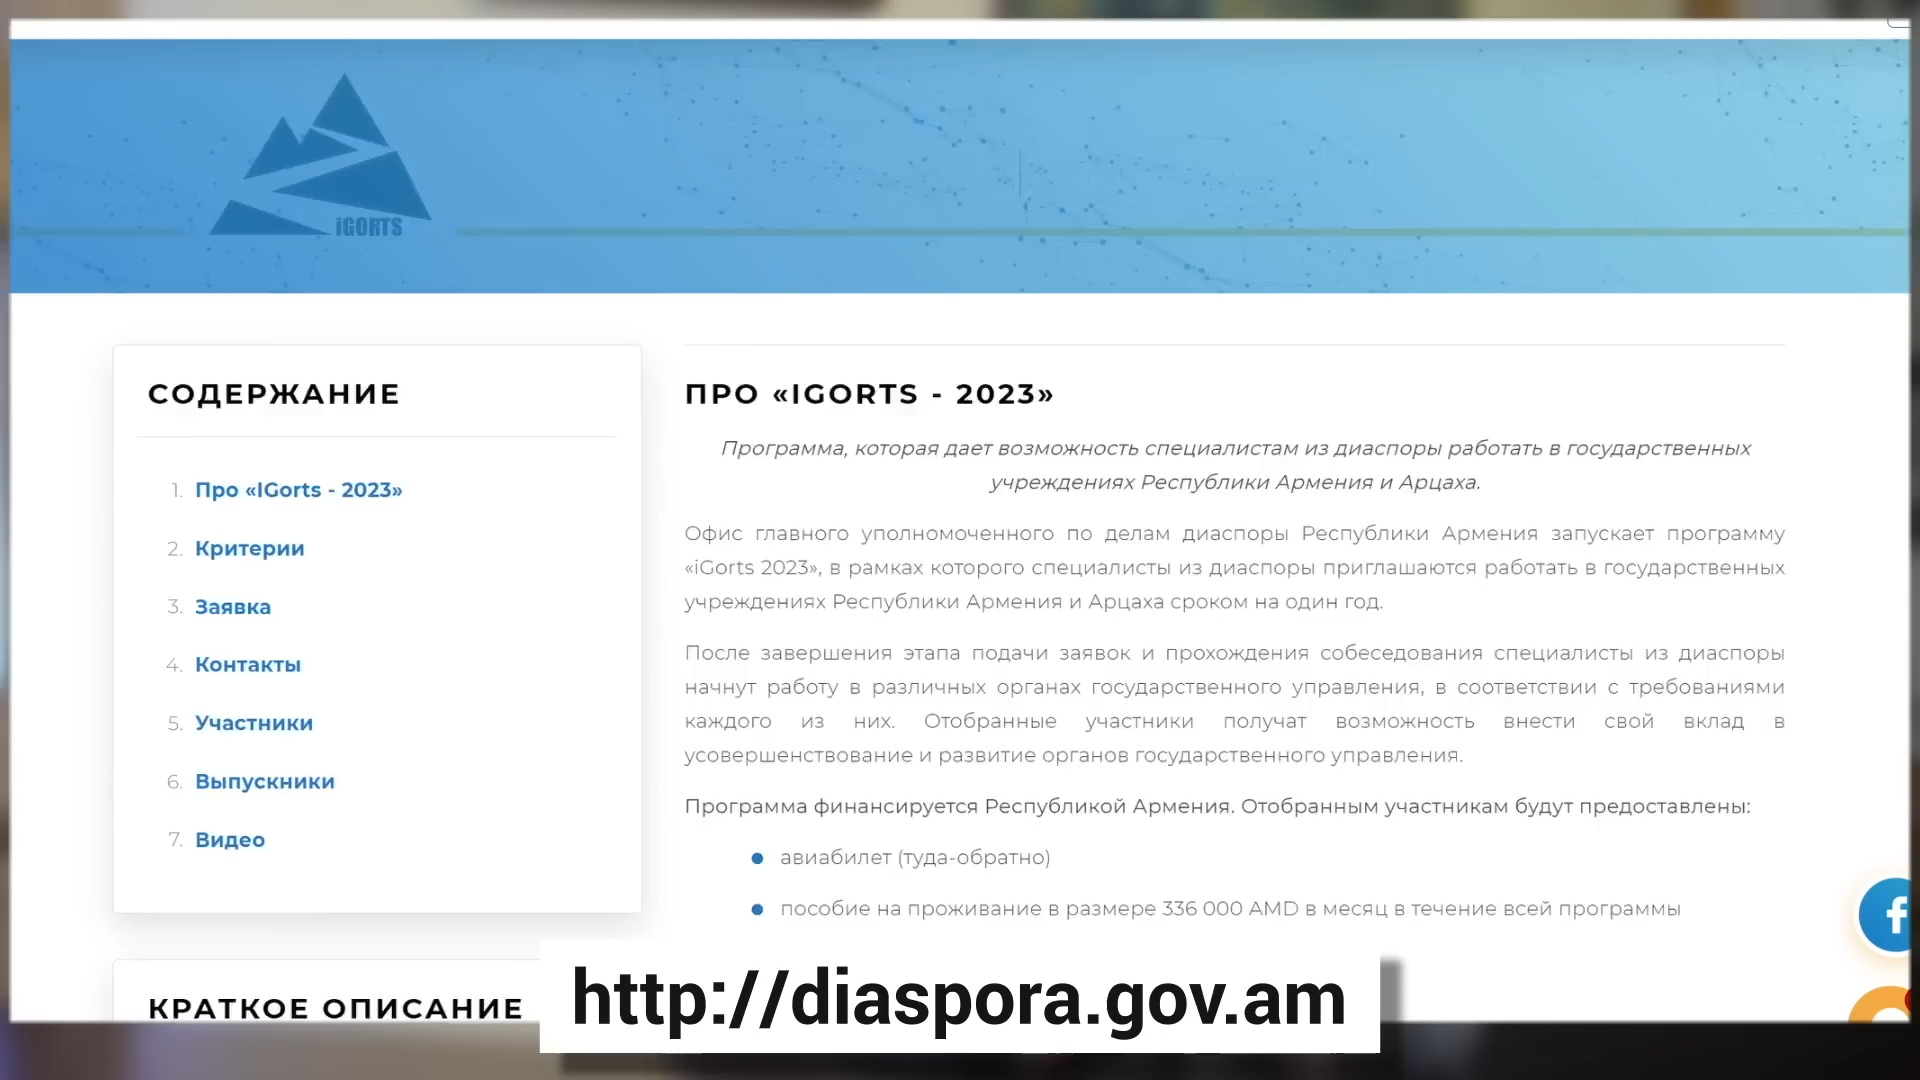 iGORTS
СОДЕРЖАНИЕ
1. Про «IGorts - 2023»
2. Критерии
3. Заявка
4. Контакты
5. Участники
6. Выпускники
7. Видео
КРАТКОЕ ОПИСАНИЕ
ПРО «IGORTS - 2023»
Программа, которая дает возможность специалистам из диаспоры работать в государственных
учреждениях Республики Армения и Арцаха.
Офис главного уполномоченного по делам диаспоры Республики Армения запускает программу
«iGorts 2023», в рамках которого специалисты из диаспоры приглашаются работать в государственных
учреждениях Республики Армения и Арцаха сроком на один год.
После завершения этапа подачи заявок и прохождения собеседования специалисты из диаспоры
начнут работу в различных органах государственного управления, в соответствии с требованиями
каждого из них. Отобранные участники получат возможность внести свой вклад в
усовершенствование и развитие органов государственного управления.
Программа финансируется Республикой Армения. Отобранным участникам будут предоставлены:
авиабилет (туда-обратно)
пособие на проживание в размере 336 000 AMD в месяц в течение всей программы
f
http://diaspora.gov.am